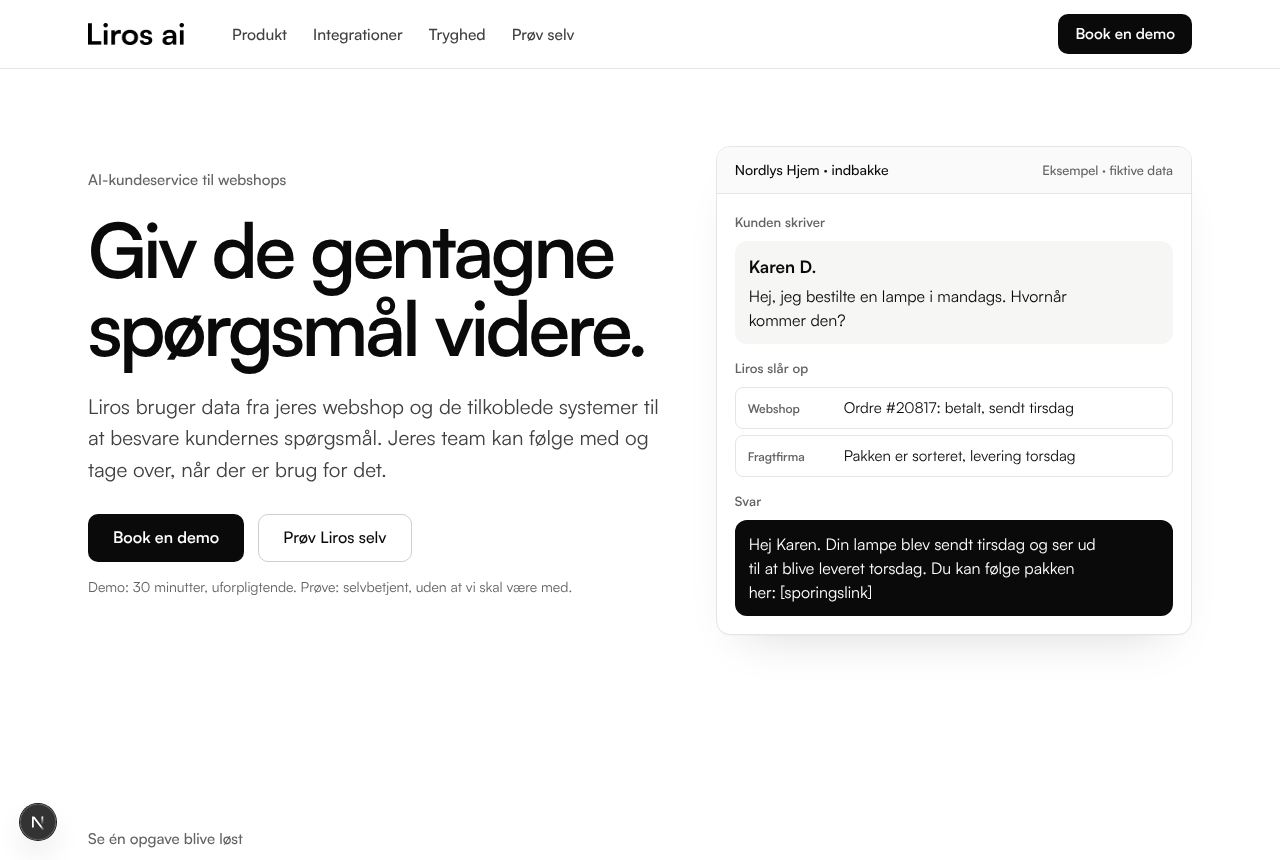 Liros ai
Produkt
Integrationer
Tryghed
Prøv selv
Book en demo
AI-kundeservice til webshops
Giv de gentagne
spørgsmål videre.
Liros bruger data fra jeres webshop og de tilkoblede systemer til
at besvare kundernes spørgsmål. Jeres team kan følge med og
tage over, når der er brug for det.
Book en demo
Prøv Liros selv
Demo: 30 minutter, uforpligtende. Prøve: selvbetjent, uden at vi skal være med.
Nordlys Hjem · indbakke
Eksempel · fiktive data
Kunden skriver
Karen D.
Hej, jeg bestilte en lampe i mandags. Hvornår
kommer den?
Liros slår op
Webshop
Ordre #20817: betalt, sendt tirsdag
Fragtfirma
Pakken er sorteret, levering torsdag
Svar
Hej Karen. Din lampe blev sendt tirsdag og ser ud
til at blive leveret torsdag. Du kan følge pakken
her: [sporingslink]
N
Se én opgave blive løst